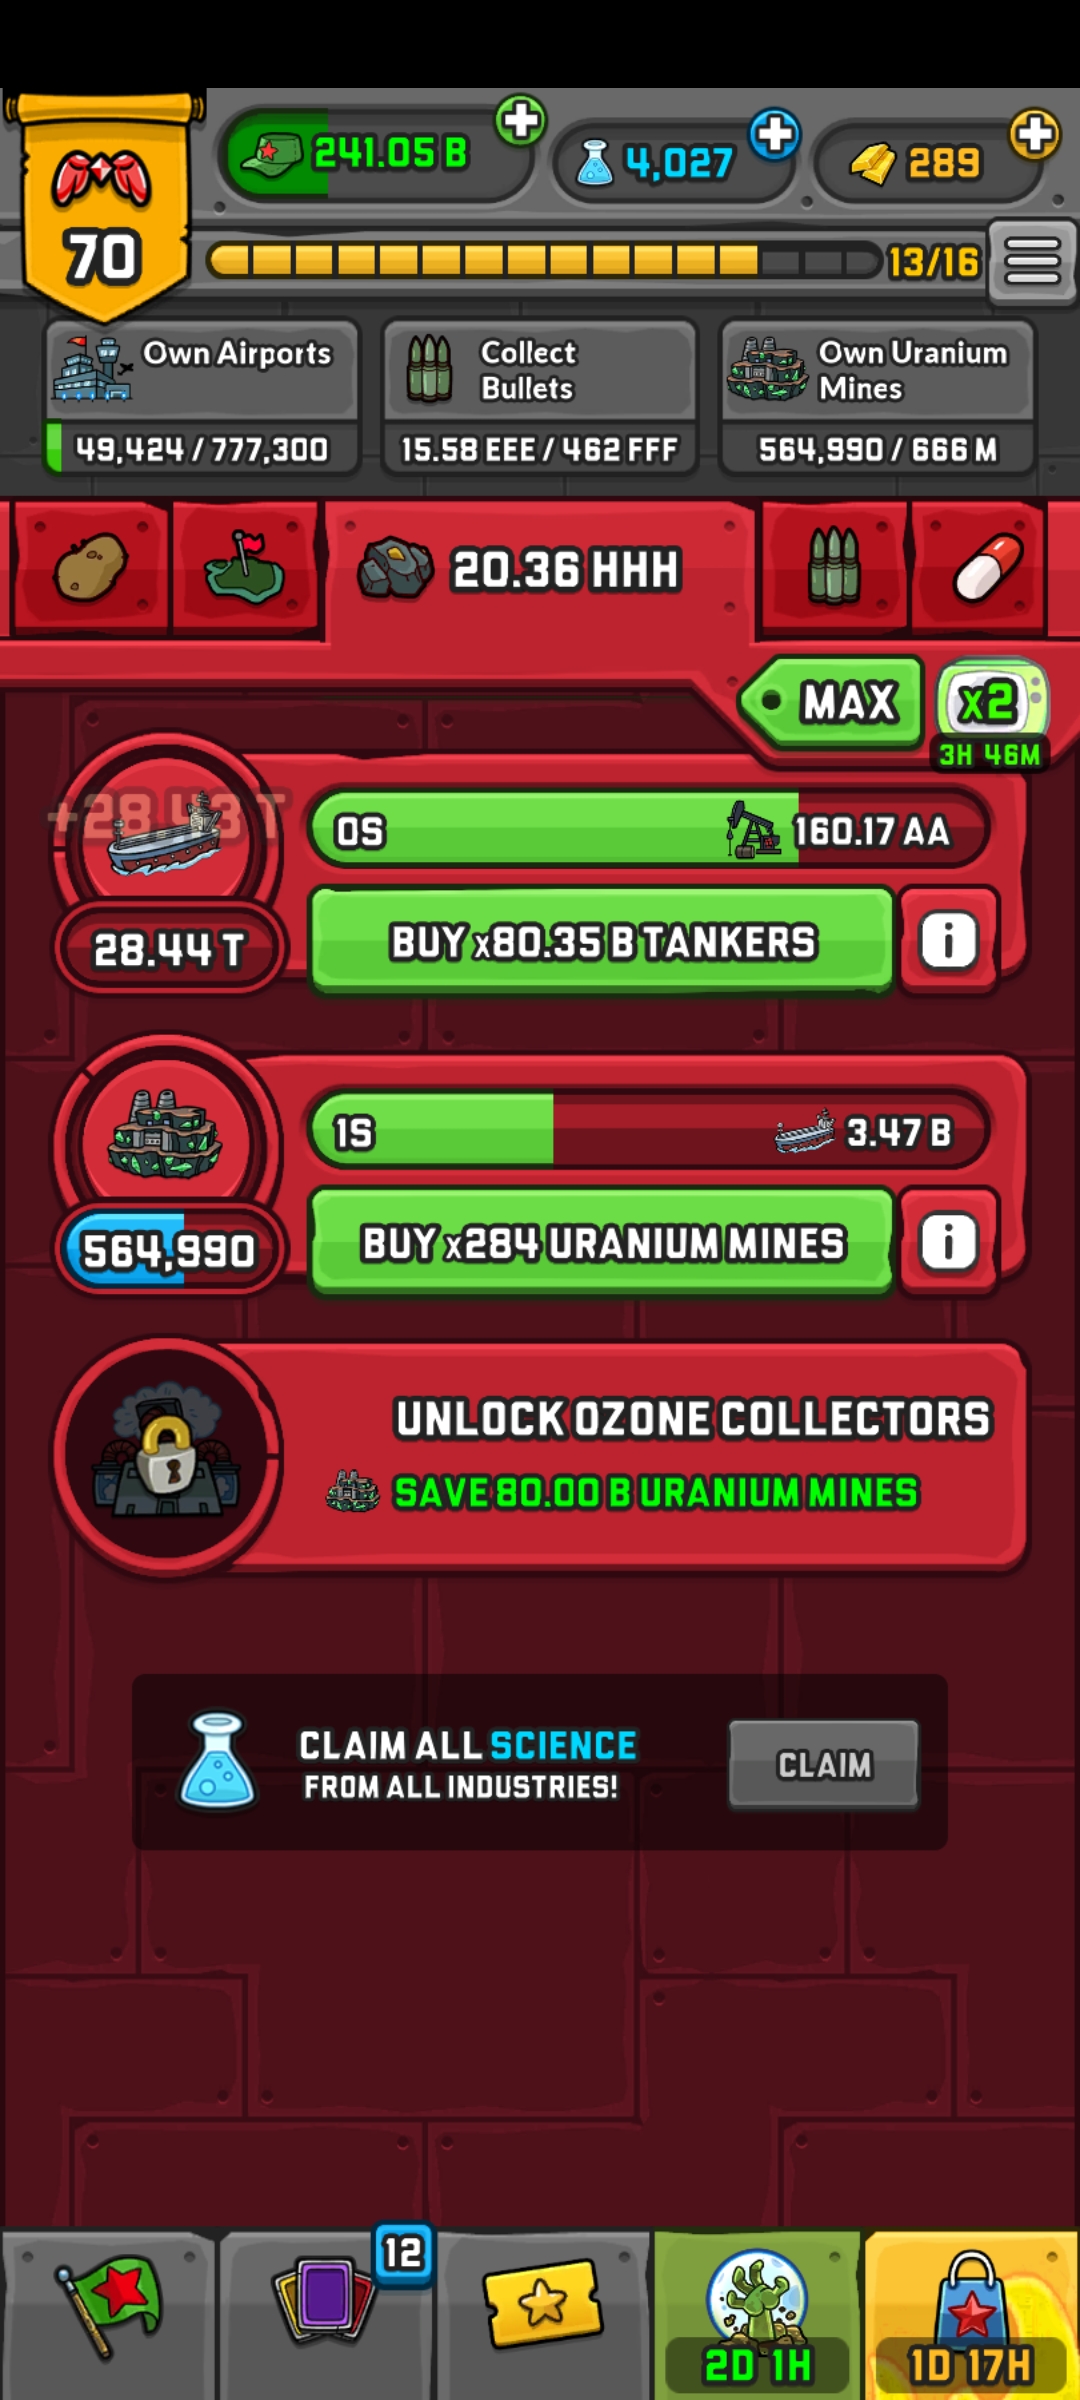 70
241.05 B
4,027
289
13/16
Own Airports
49,424 / 777,300
Collect
Bullets
15.58 EEE / 462 FFF
Own Uranium
Mines
564,990 / 666 M
20.36 HHH
MAX
x2
3H 46M
+28.43 T
0S
160.17 AA
28.44 T
BUY x80.35 B TANKERS
i
1S
3.47 B
564,990
BUY x284 URANIUM MINES
i
UNLOCK OZONE COLLECTORS
SAVE 80.00 B URANIUM MINES
CLAIM ALL SCIENCE
FROM ALL INDUSTRIES!
CLAIM
12
2D 1H
1D 17H